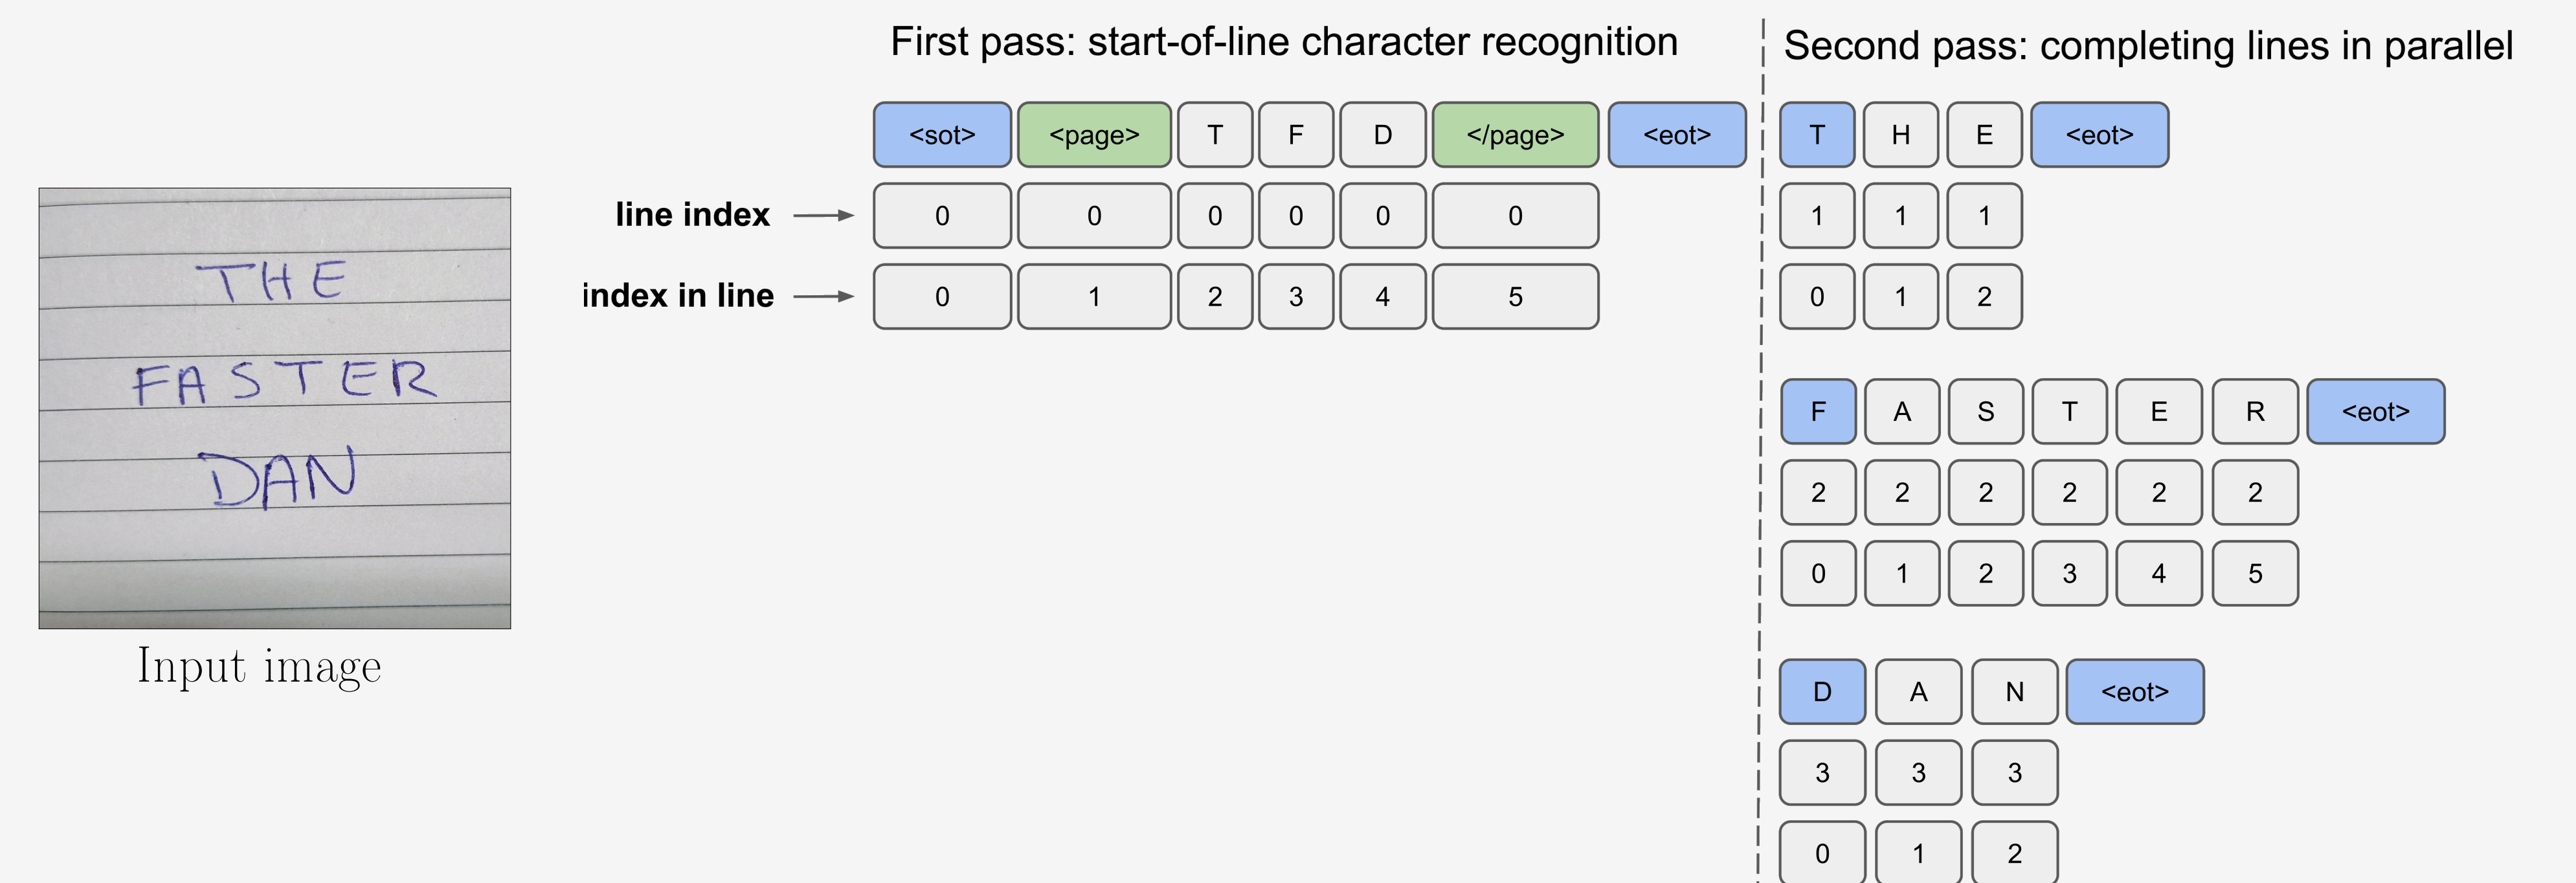 First pass: start-of-line character recognition
<sot> <page> T F D </page> <eot>
line index → 0 0 0 0 0 0
index in line → 0 1 2 3 4 5
THE
FASTER
DAN
Input image
Second pass: completing lines in parallel
T H E <eot>
1 1 1
0 1 2
F A S T E R <eot>
2 2 2 2 2 2
0 1 2 3 4 5
D A N <eot>
3 3 3
0 1 2